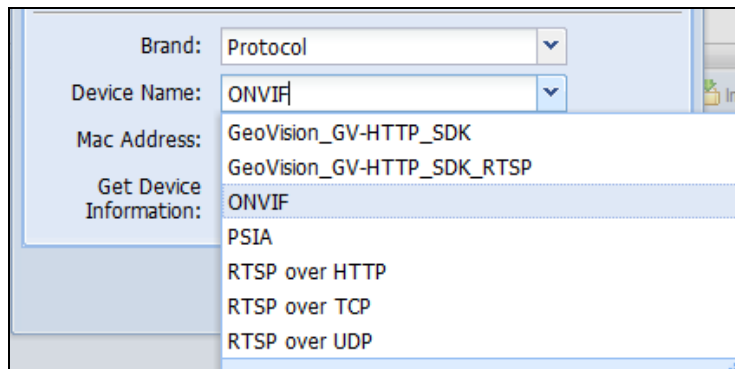 Brand: Protocol
Device Name: ONVIF
Mac Address:
Get Device
Information:
GeoVision_GV-HTTP_SDK
GeoVision_GV-HTTP_SDK_RTSP
ONVIF
PSIA
RTSP over HTTP
RTSP over TCP
RTSP over UDP